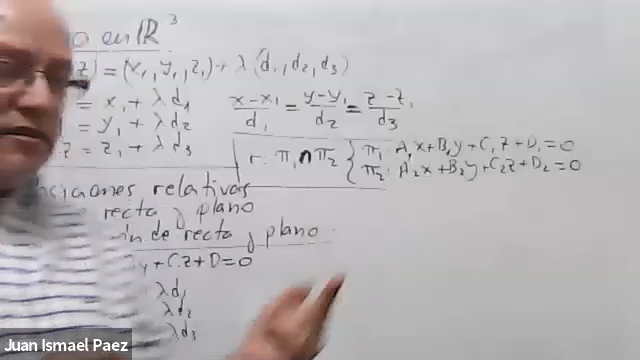 en IR³
z) = (x₁, y₁, z₁) + λ (d₁, d₂, d₃)
= x₁ + λ d₁
= y₁ + λ d₂
z = z₁ + λ d₃
x-x₁/d₁ = y-y₁/d₂ = z-z₁/d₃
r: π₁ ∩ π₂ { π₁: A₁x+B₁y+C₁z+D₁=0
π₂: A₂x+B₂y+C₂z+D₂=0
relativas
recta y plano
de recta y plano
y+Cz+D=0
λd₁
λd₂
λd₃
Juan Ismael Paez